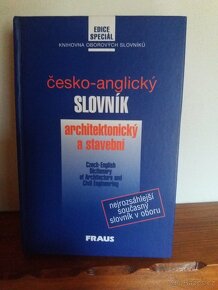 EDICE
SPECIÁL
KNIHOVNA OBOROVÝCH SLOVNÍKŮ
česko-anglický
SLOVNÍK
architektonický
a stavební
Czech-English
Dictionary
of Architecture and
Civil Engineering
nejrozsáhlejší
současný
slovník v oboru
FRAUS